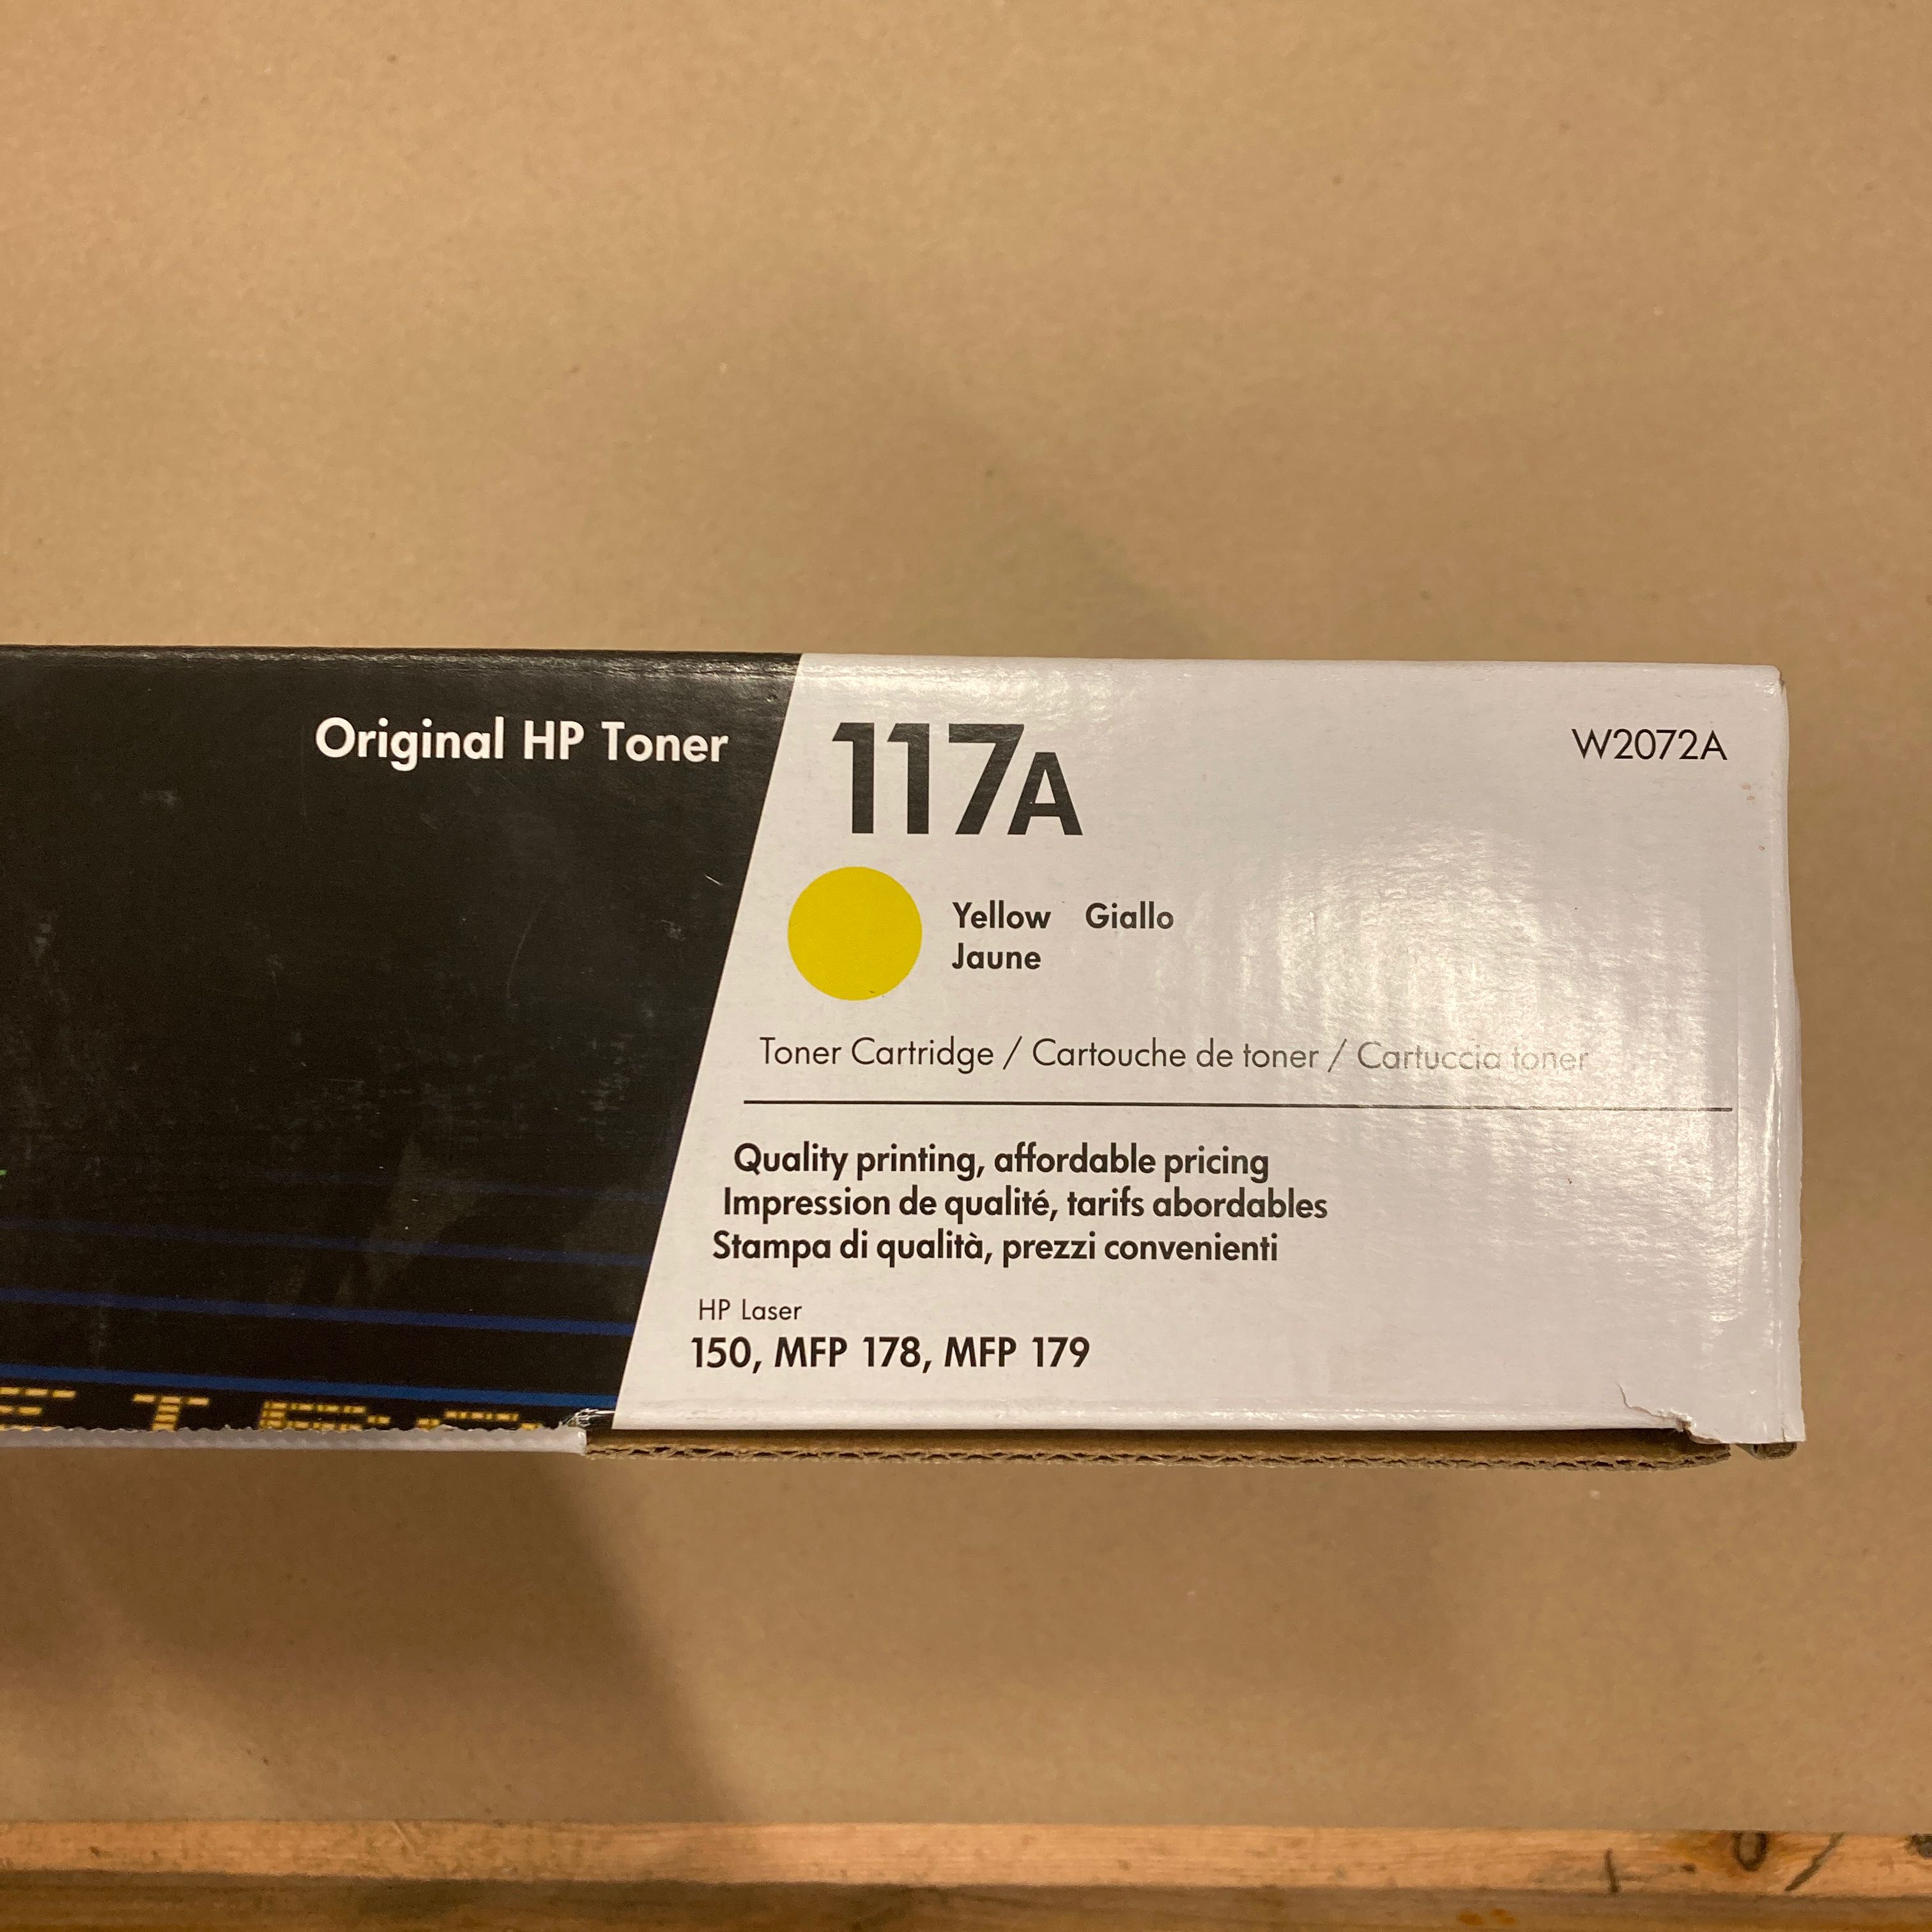 Original HP Toner
117A
W2072A
Yellow Giallo
Jaune
Toner Cartridge / Cartouche de toner / Cartuccia toner
Quality printing, affordable pricing
Impression de qualité, tarifs abordables
Stampa di qualità, prezzi convenienti
HP Laser
150, MFP 178, MFP 179